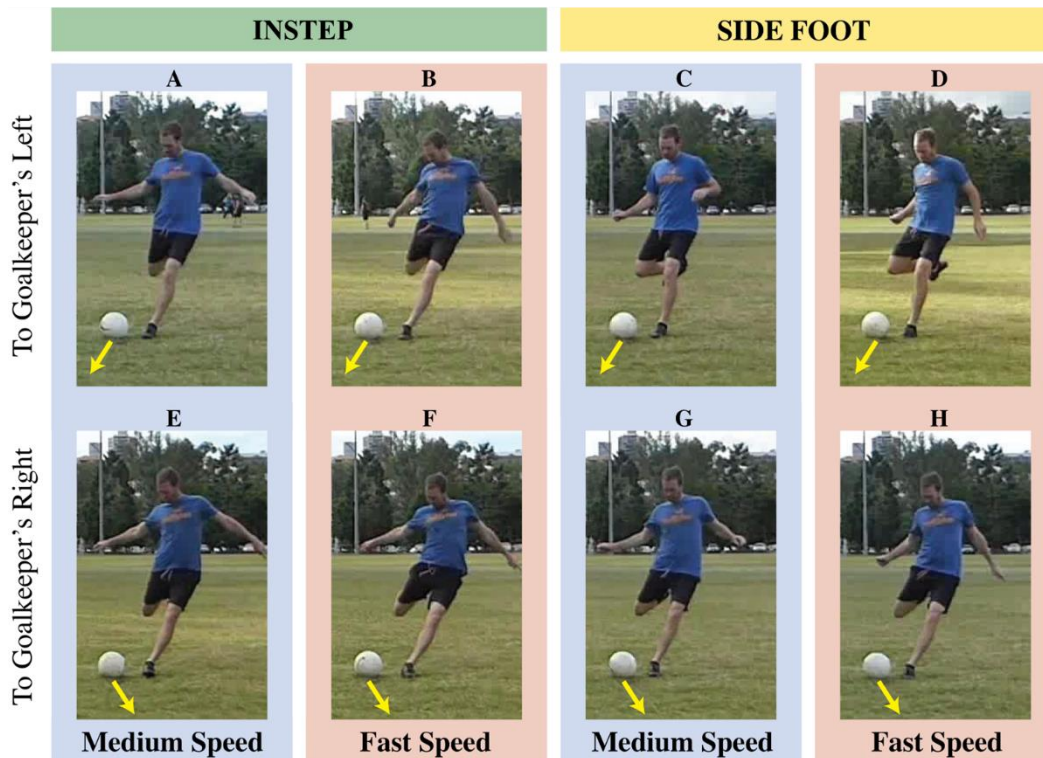 INSTEP
SIDE FOOT
A
B
C
D
To Goalkeeper's Left
E
F
G
H
To Goalkeeper's Right
Medium Speed
Fast Speed
Medium Speed
Fast Speed